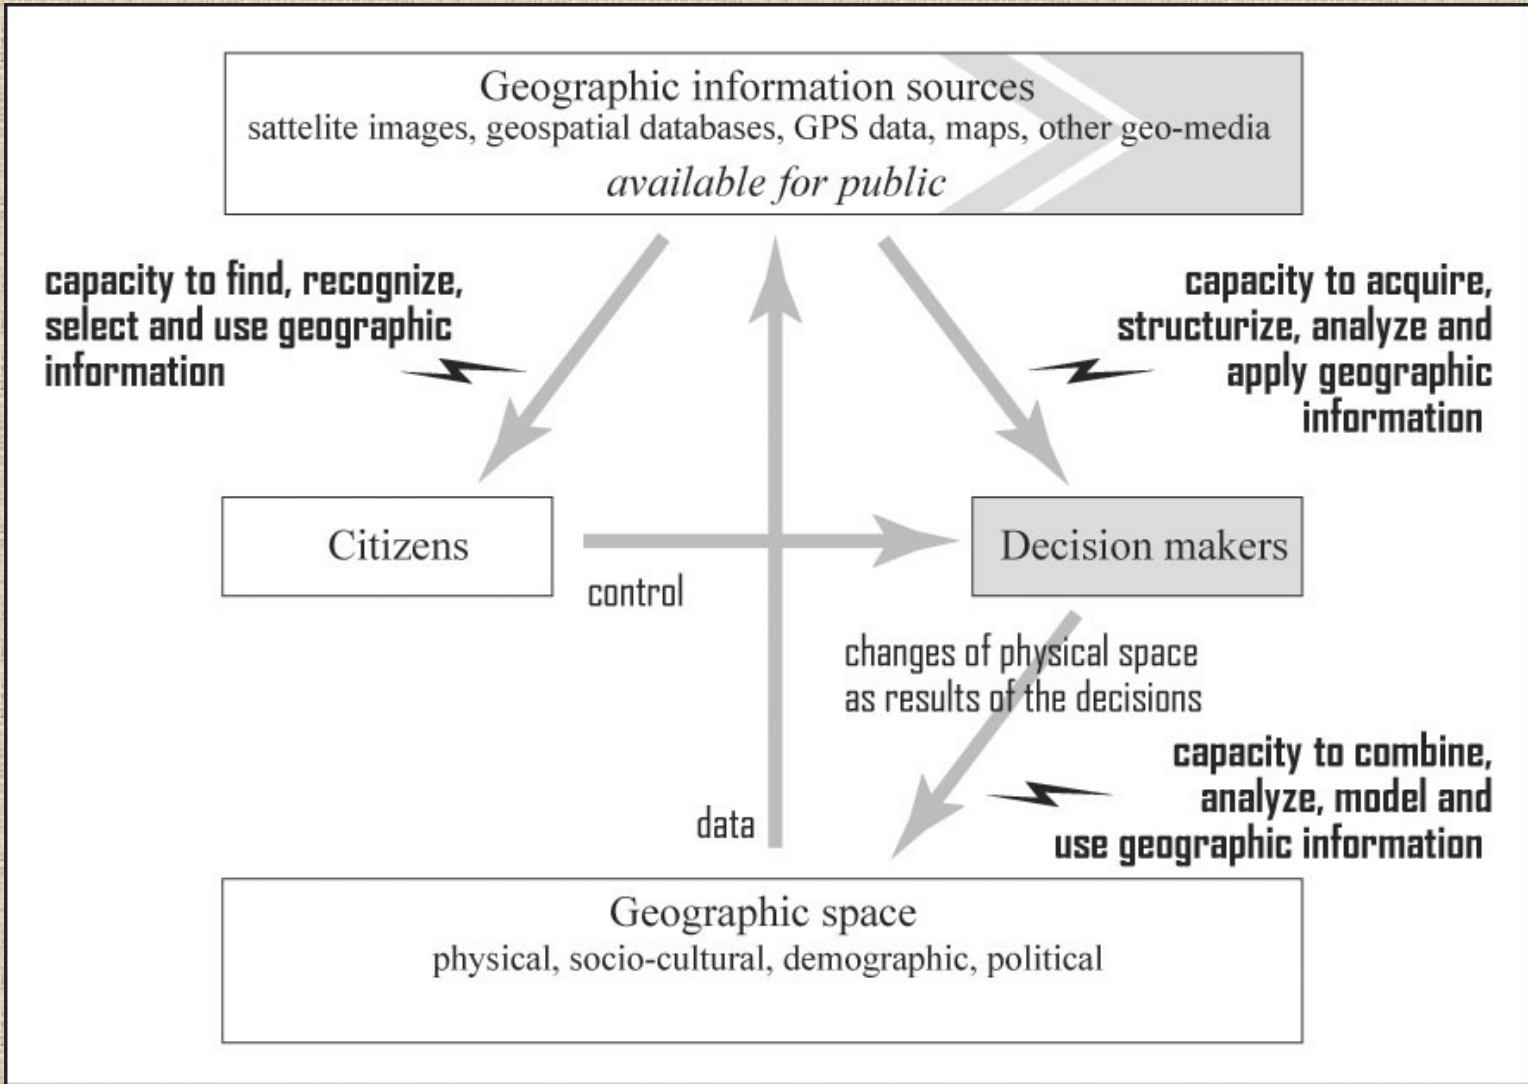 Geographic information sources
sattelite images, geospatial databases, GPS data, maps, other geo-media
available for public
capacity to find, recognize,
select and use geographic
information
capacity to acquire,
structurize, analyze and
apply geographic
information
Citizens
control
Decision makers
changes of physical space
as results of the decisions
capacity to combine,
analyze, model and
use geographic information
data
Geographic space
physical, socio-cultural, demographic, political